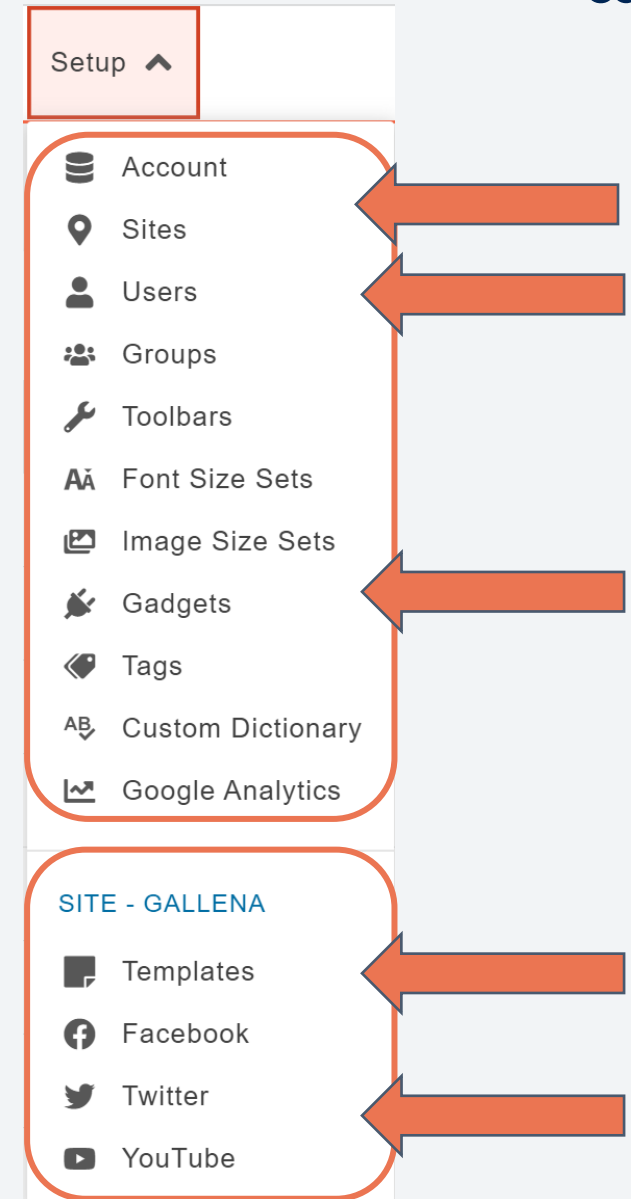 Setup
Account
Sites
Users
Groups
Toolbars
Font Size Sets
Image Size Sets
Gadgets
Tags
Custom Dictionary
Google Analytics
SITE - GALLENA
Templates
Facebook
Twitter
YouTube